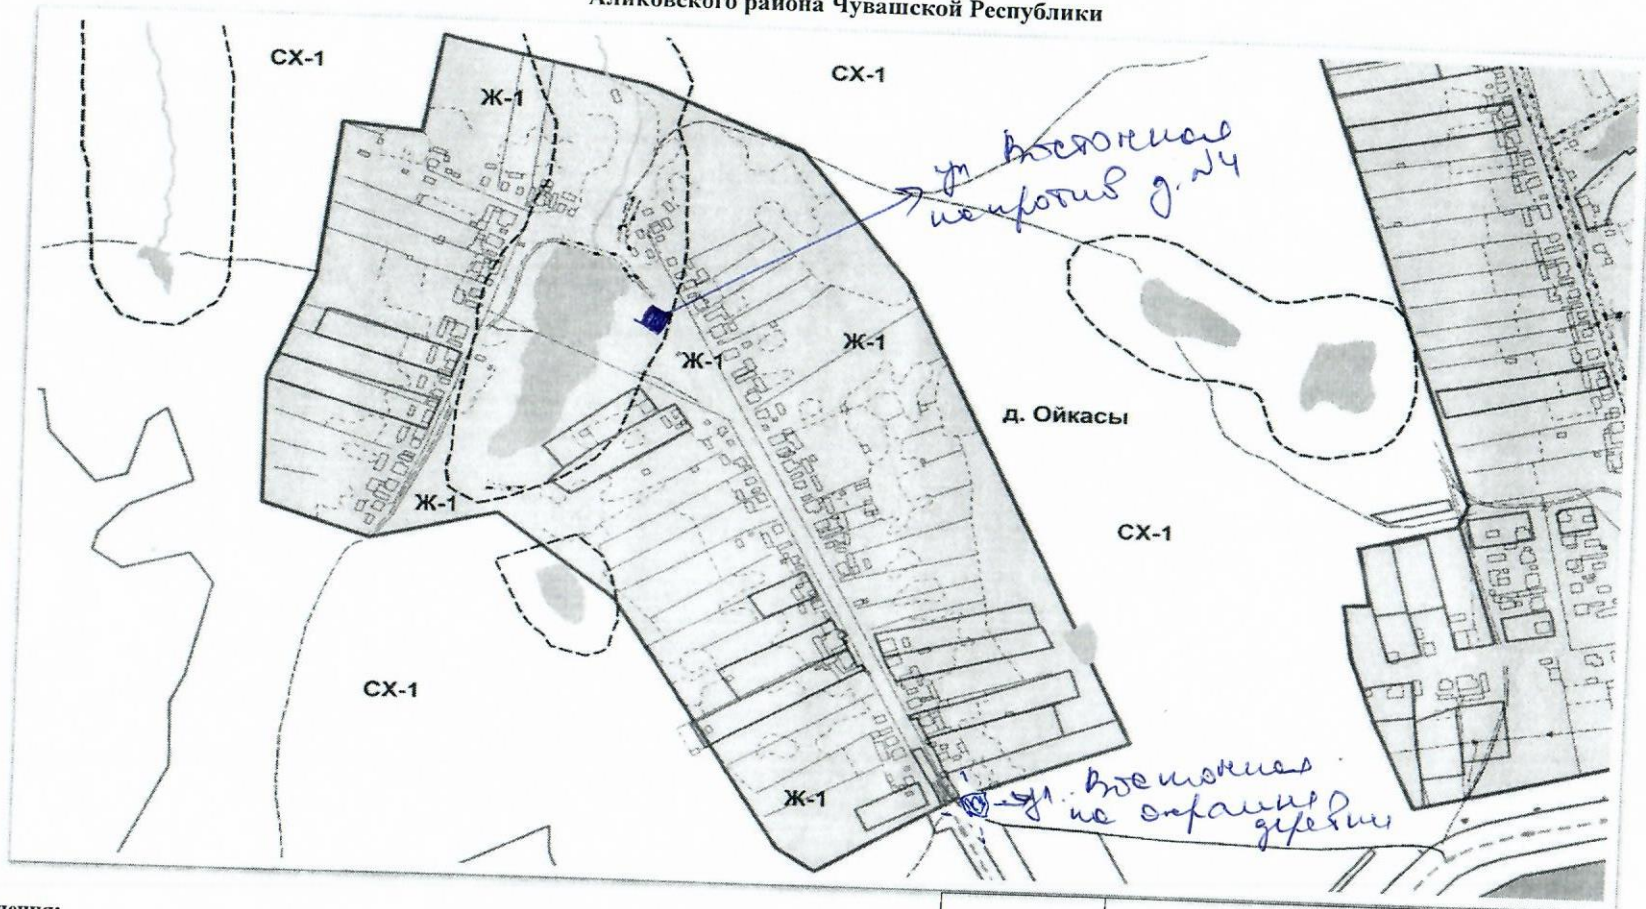 Аликовского района Чувашской Республики
СХ-1
СХ-1
Ж-1
ул Восточная
напротив д. №4
Ж-1
Ж-1
д. Ойкасы
Ж-1
СХ-1
СХ-1
Ж-1
ул. Восточная
на окраине
деревни